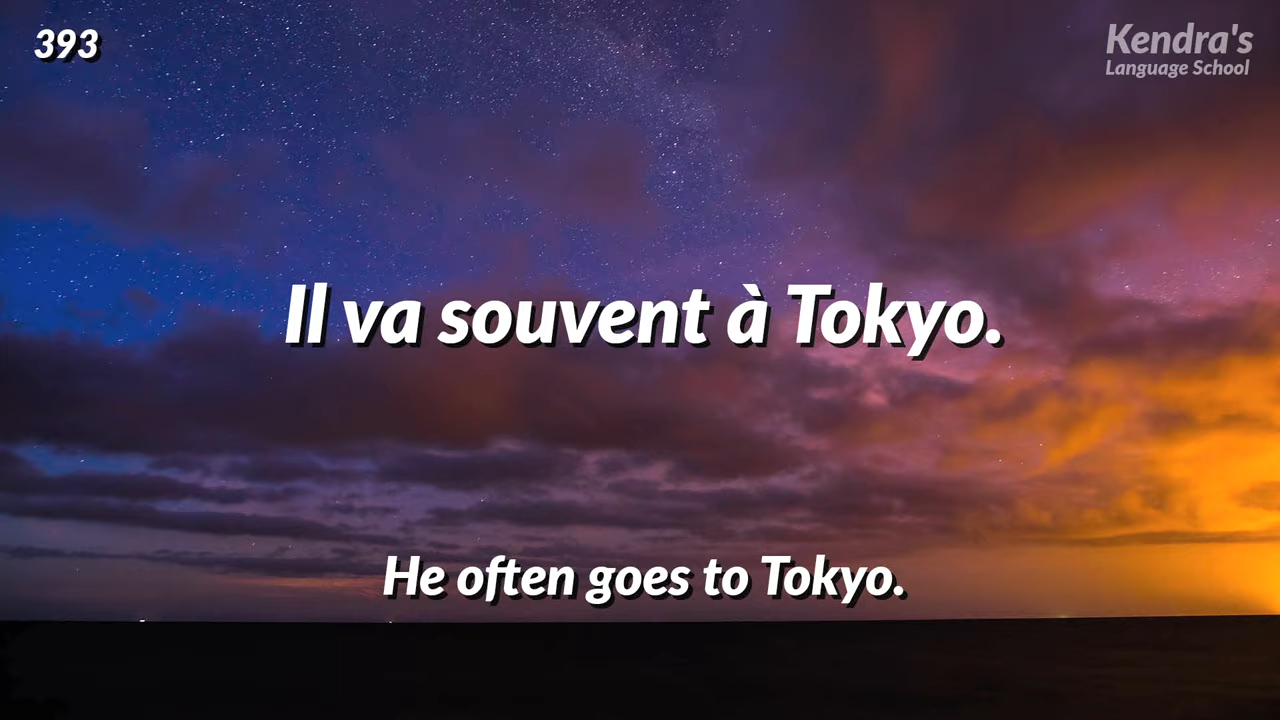 393
Kendra's
Language School
Il va souvent à Tokyo.
He often goes to Tokyo.